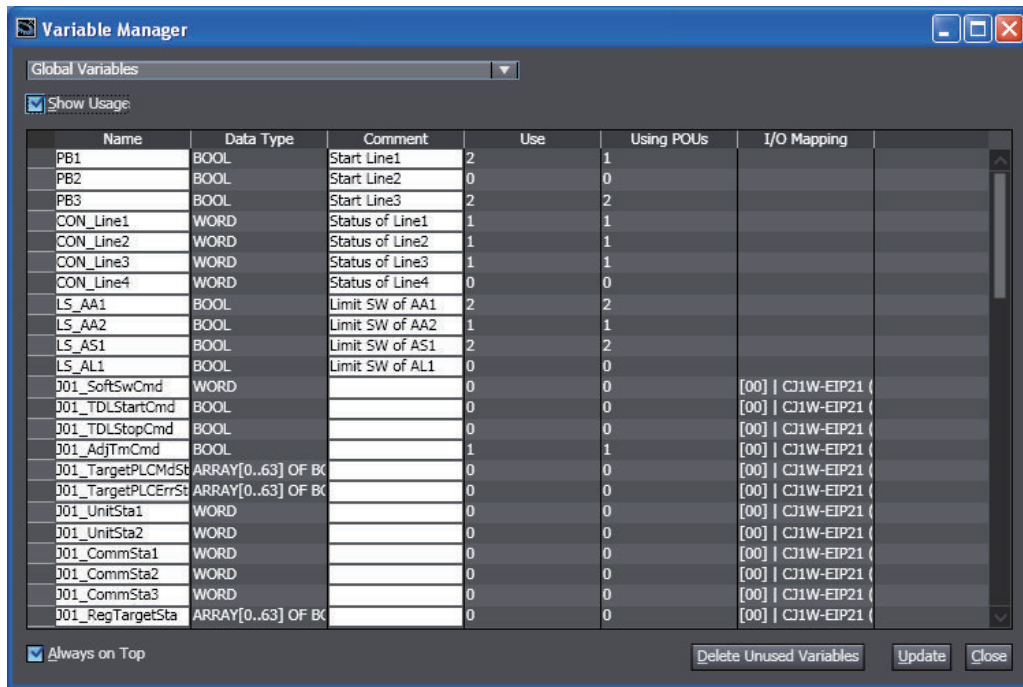 Variable Manager
Global Variables
Show Usage
Name Data Type Comment Use Using POUs I/O Mapping
PB1 BOOL Start Line1 2 1
PB2 BOOL Start Line2 0 0
PB3 BOOL Start Line3 2 2
CON_Line1 WORD Status of Line1 1 1
CON_Line2 WORD Status of Line2 1 1
CON_Line3 WORD Status of Line3 1 1
CON_Line4 WORD Status of Line4 0 0
LS_AA1 BOOL Limit SW of AA1 2 2
LS_AA2 BOOL Limit SW of AA2 1 1
LS_AS1 BOOL Limit SW of AS1 2 2
LS_AL1 BOOL Limit SW of AL1 0 0
J01_SoftSwCmd WORD 0 0 [00] | CJ1W-EIP21 (
J01_TDLStartCmd BOOL 0 0 [00] | CJ1W-EIP21 (
J01_TDLStopCmd BOOL 0 0 [00] | CJ1W-EIP21 (
J01_AdjTmCmd BOOL 1 1 [00] | CJ1W-EIP21 (
J01_TargetPLCMdSt ARRAY[0..63] OF BO 0 0 [00] | CJ1W-EIP21 (
J01_TargetPLCErrSt ARRAY[0..63] OF BO 0 0 [00] | CJ1W-EIP21 (
J01_UnitSta1 WORD 0 0 [00] | CJ1W-EIP21 (
J01_UnitSta2 WORD 0 0 [00] | CJ1W-EIP21 (
J01_CommSta1 WORD 0 0 [00] | CJ1W-EIP21 (
J01_CommSta2 WORD 0 0 [00] | CJ1W-EIP21 (
J01_CommSta3 WORD 0 0 [00] | CJ1W-EIP21 (
J01_RegTargetSta ARRAY[0..63] OF BO 0 0 [00] | CJ1W-EIP21 (
Always on Top Delete Unused Variables Update Close